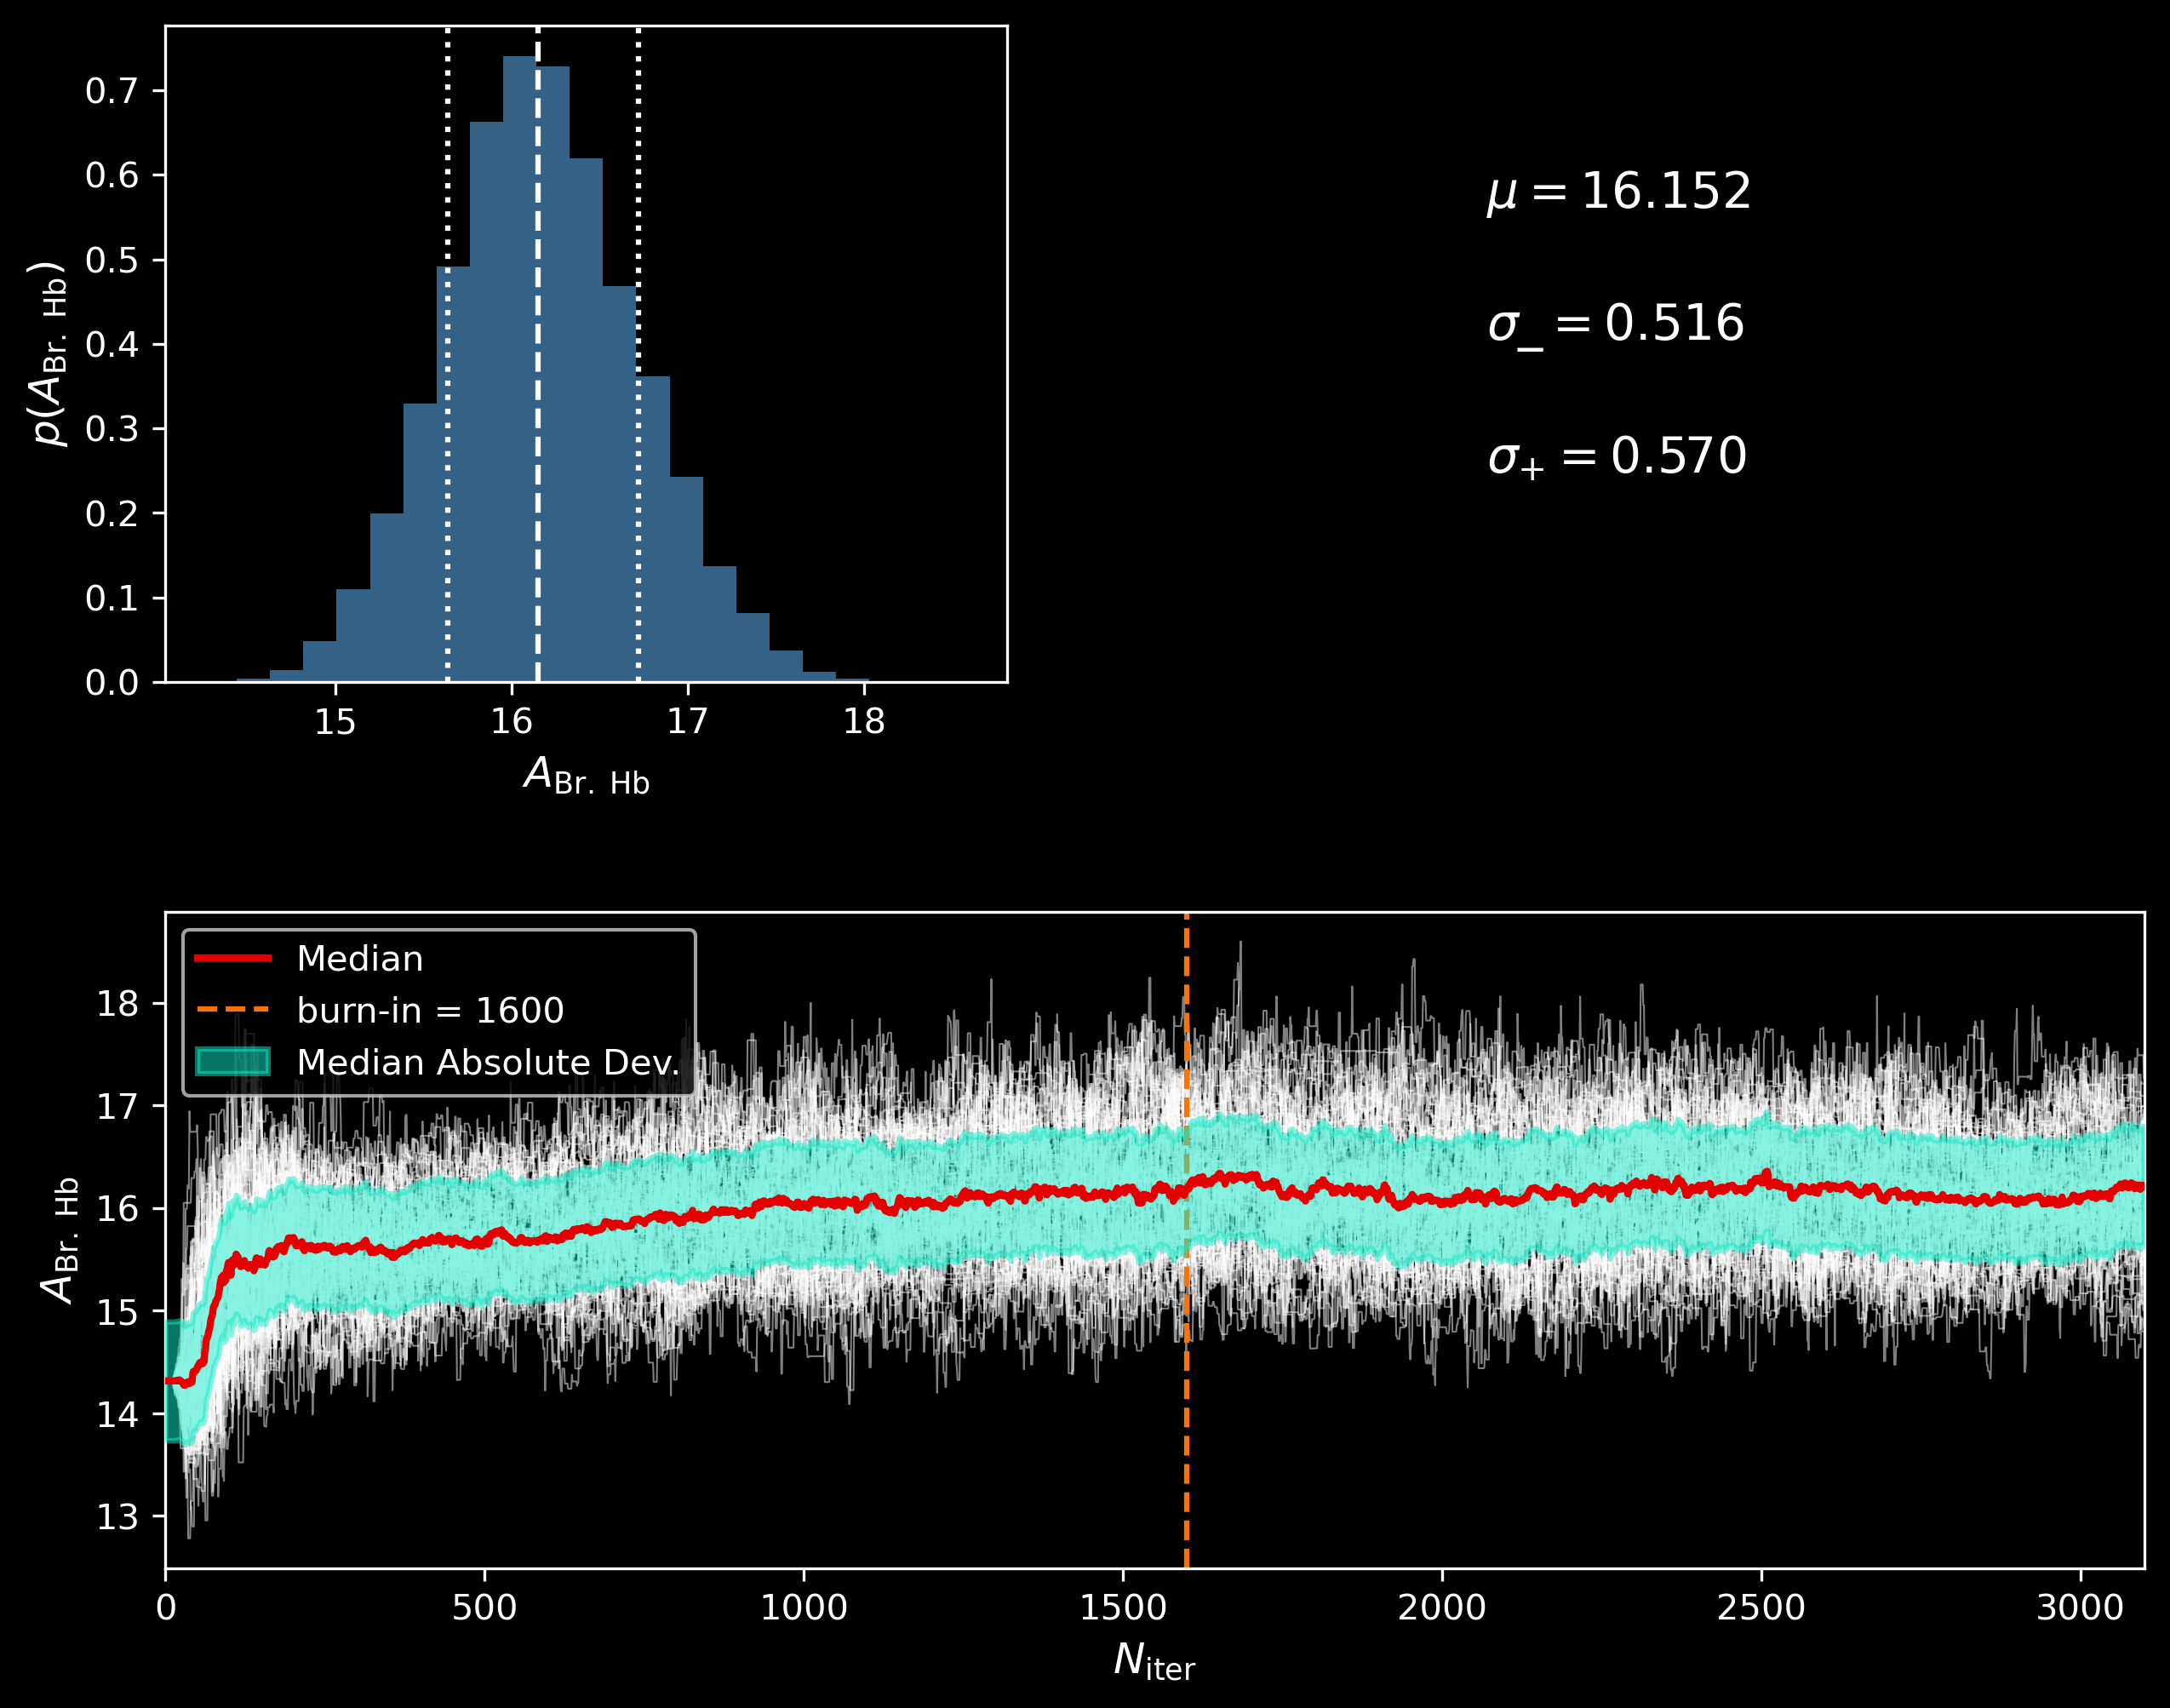 0.7
0.6
0.5
0.4
0.3
0.2
0.1
0.0
p(A_Br. Hb)
15 16 17 18
A_Br. Hb
μ = 16.152
σ_− = 0.516
σ_+ = 0.570
Median
burn-in = 1600
Median Absolute Dev.
18
17
16
15
14
13
A_Br. Hb
0 500 1000 1500 2000 2500 3000
N_iter